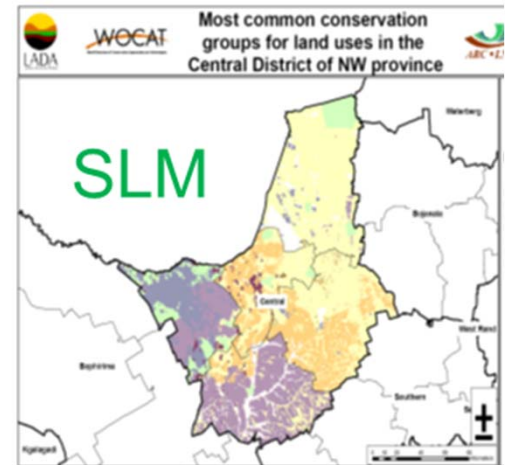 LADA
WOCAT
Most common conservation
groups for land uses in the
Central District of NW province
SLM
Waterberg
Bojanala
Central
West Rand
Bophirima
Southern
Kgalagadi